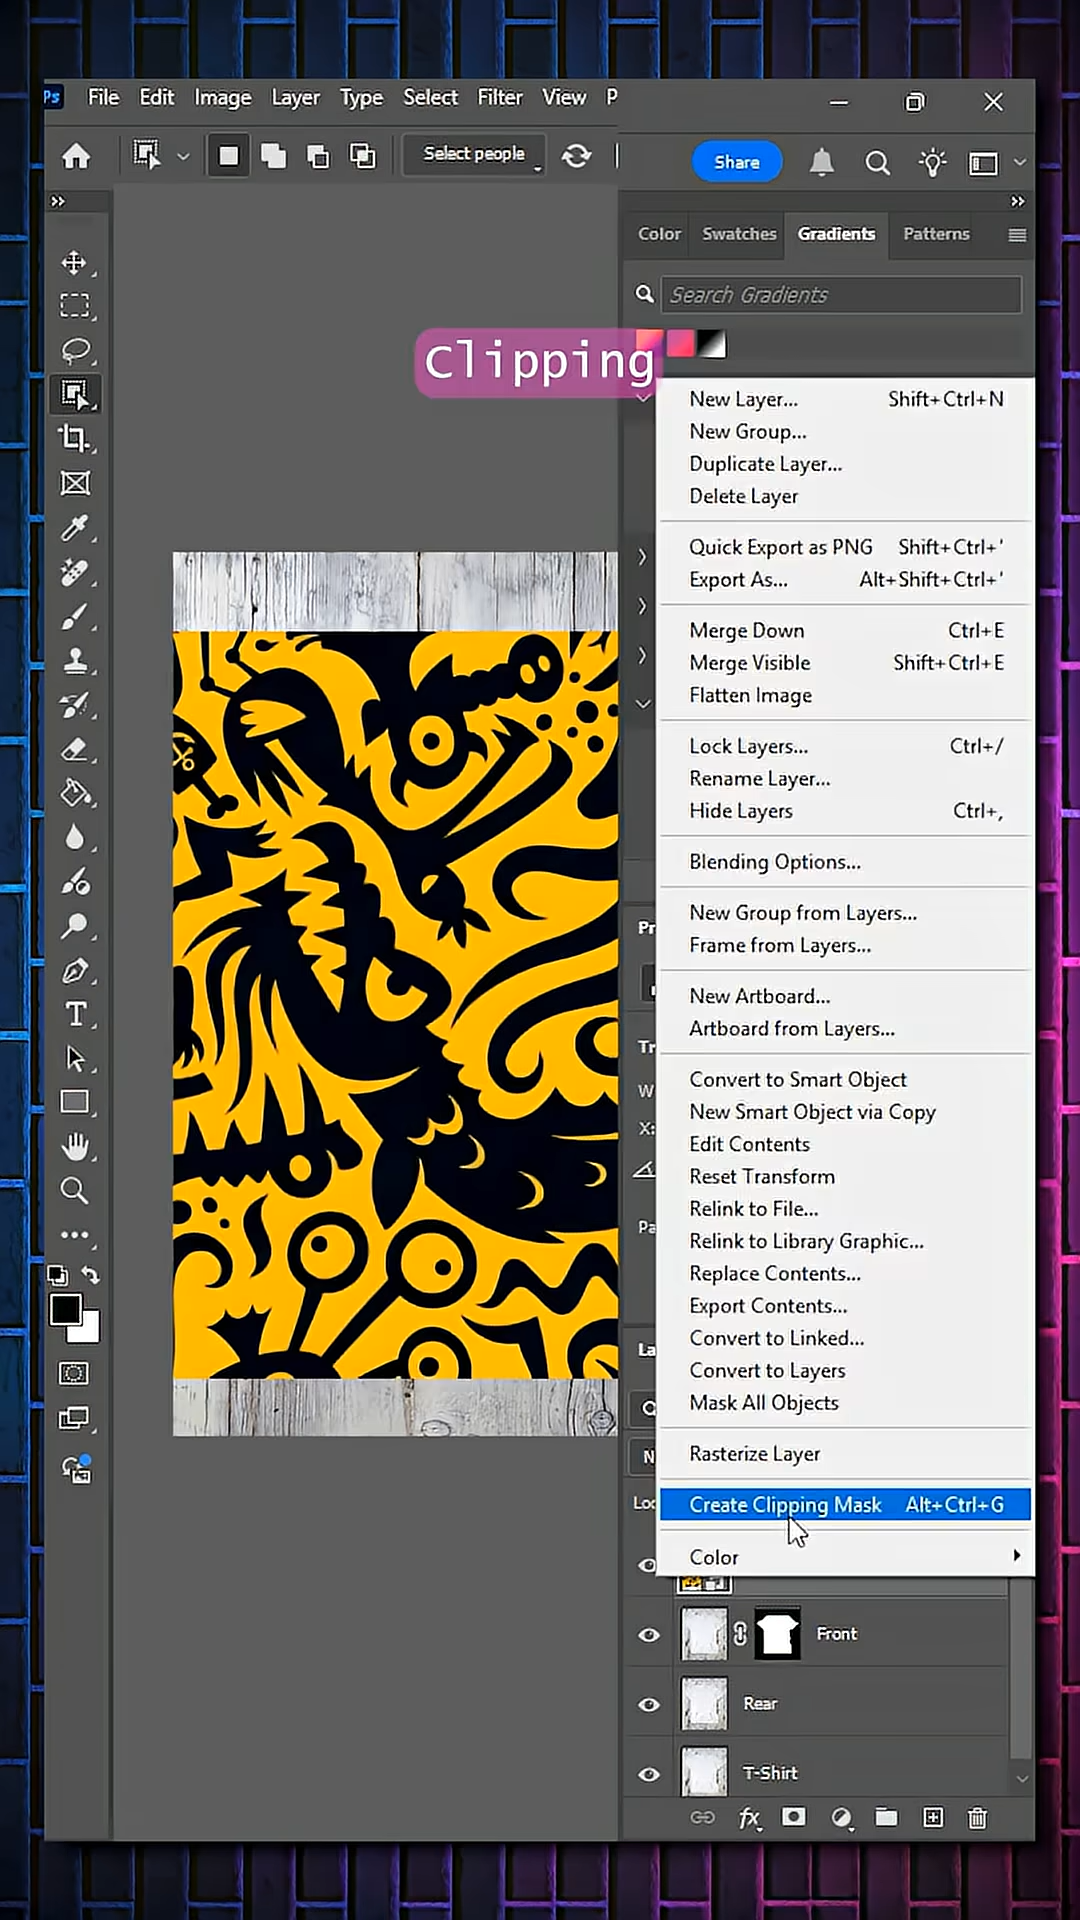 Ps File Edit Image Layer Type Select Filter View P
Select people
Share
Color Swatches Gradients Patterns
Search Gradients
Clipping
New Layer... Shift+Ctrl+N
New Group...
Duplicate Layer...
Delete Layer
Quick Export as PNG Shift+Ctrl+'
Export As... Alt+Shift+Ctrl+'
Merge Down Ctrl+E
Merge Visible Shift+Ctrl+E
Flatten Image
Lock Layers... Ctrl+/
Rename Layer...
Hide Layers Ctrl+,
Blending Options...
Pr
New Group from Layers...
Frame from Layers...
New Artboard...
Artboard from Layers...
Tr
Convert to Smart Object
W
New Smart Object via Copy
X:
Edit Contents
Reset Transform
Relink to File...
Pa
Relink to Library Graphic...
Replace Contents...
Export Contents...
Convert to Linked...
La
Convert to Layers
Mask All Objects
Rasterize Layer
N
Create Clipping Mask Alt+Ctrl+G
Loc
Color
Front
Rear
T-Shirt
fx